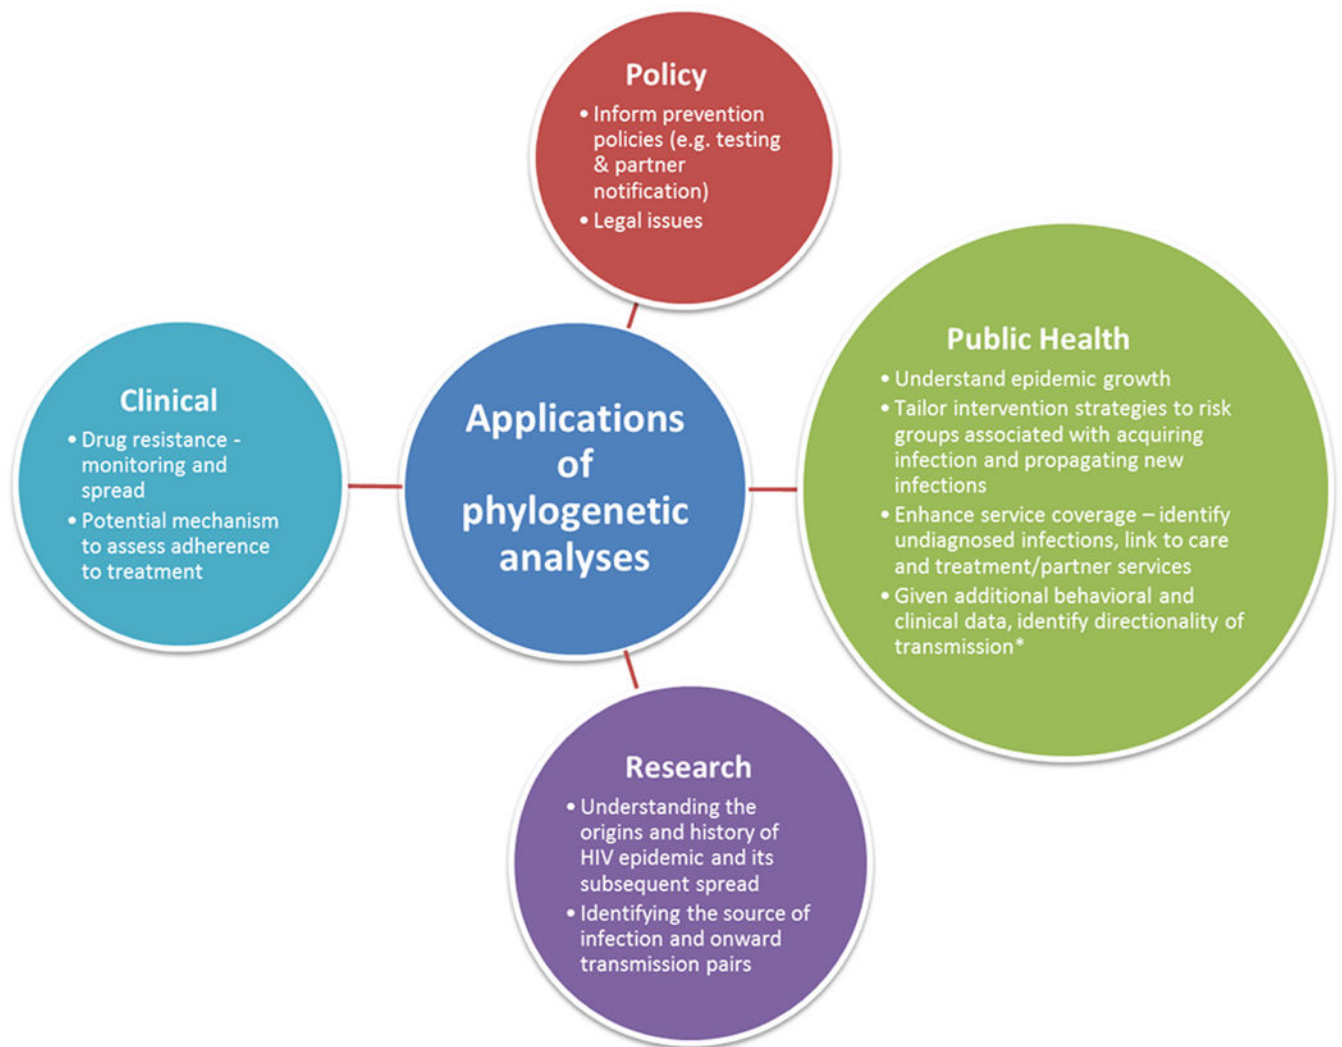 Policy
• Inform prevention
policies (e.g. testing
& partner
notification)
• Legal issues
Public Health
• Understand epidemic growth
• Tailor intervention strategies to risk
groups associated with acquiring
infection and propagating new
infections
• Enhance service coverage – identify
undiagnosed infections, link to care
and treatment/partner services
• Given additional behavioral and
clinical data, identify directionality of
transmission*
Clinical
• Drug resistance -
monitoring and
spread
• Potential mechanism
to assess adherence
to treatment
Applications
of
phylogenetic
analyses
Research
• Understanding the
origins and history of
HIV epidemic and its
subsequent spread
• Identifying the source of
infection and onward
transmission pairs